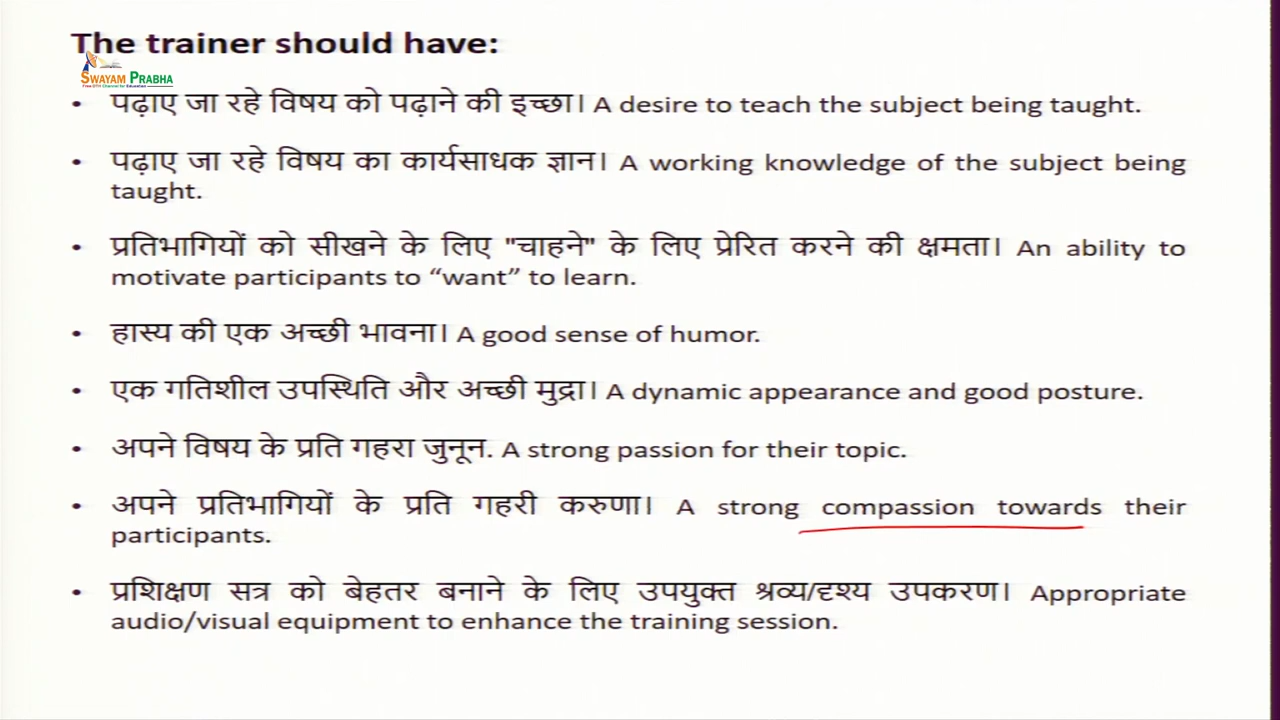 The trainer should have:
SWAYAM PRABHA
Free DTH Channel for Education
• पढ़ाए जा रहे विषय को पढ़ाने की इच्छा। A desire to teach the subject being taught.
• पढ़ाए जा रहे विषय का कार्यसाधक ज्ञान। A working knowledge of the subject being
taught.
• प्रतिभागियों को सीखने के लिए "चाहने" के लिए प्रेरित करने की क्षमता। An ability to
motivate participants to “want” to learn.
• हास्य की एक अच्छी भावना। A good sense of humor.
• एक गतिशील उपस्थिति और अच्छी मुद्रा। A dynamic appearance and good posture.
• अपने विषय के प्रति गहरा जुनून. A strong passion for their topic.
• अपने प्रतिभागियों के प्रति गहरी करुणा। A strong compassion towards their
participants.
• प्रशिक्षण सत्र को बेहतर बनाने के लिए उपयुक्त श्रव्य/दृश्य उपकरण। Appropriate
audio/visual equipment to enhance the training session.